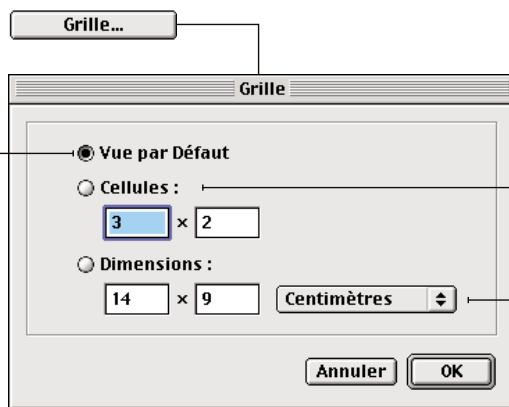 Grille...
Grille
Vue par Défaut
Cellules :
3 × 2
Dimensions :
14 × 9 Centimètres
Annuler OK